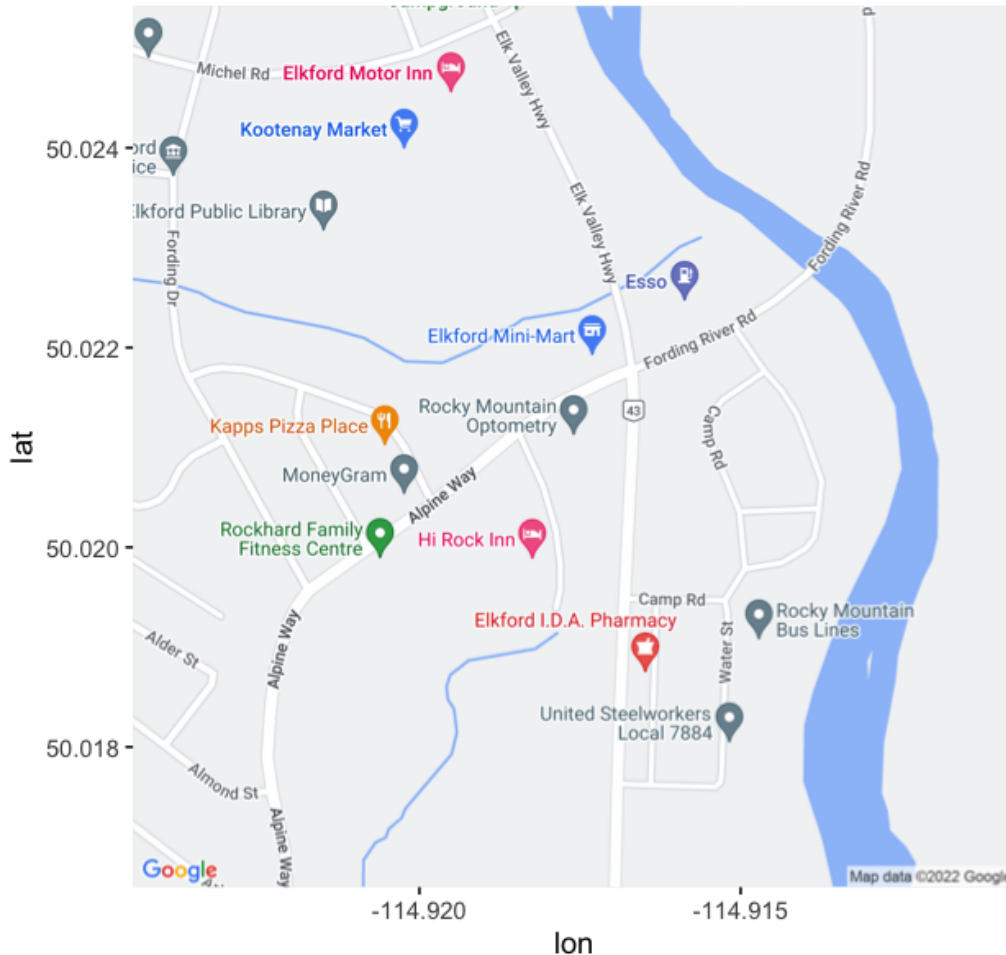 Michel Rd
Elkford Motor Inn
Elk Valley Hwy
Kootenay Market
50.024
ord
ice
Elkford Public Library
Elk Valley Hwy
Fording River Rd
Fording Dr
Esso
Elkford Mini-Mart
50.022
Fording River Rd
43
Rocky Mountain
Optometry
Kapps Pizza Place
Camp Rd
MoneyGram
Alpine Way
lat
Rockhard Family
Fitness Centre
Hi Rock Inn
50.020
Camp Rd
Elkford I.D.A. Pharmacy
Rocky Mountain
Bus Lines
Alpine Way
Alder St
Water St
United Steelworkers
Local 7884
50.018
Almond St
Alpine Way
Google
Map data ©2022 Google
-114.920
-114.915
lon